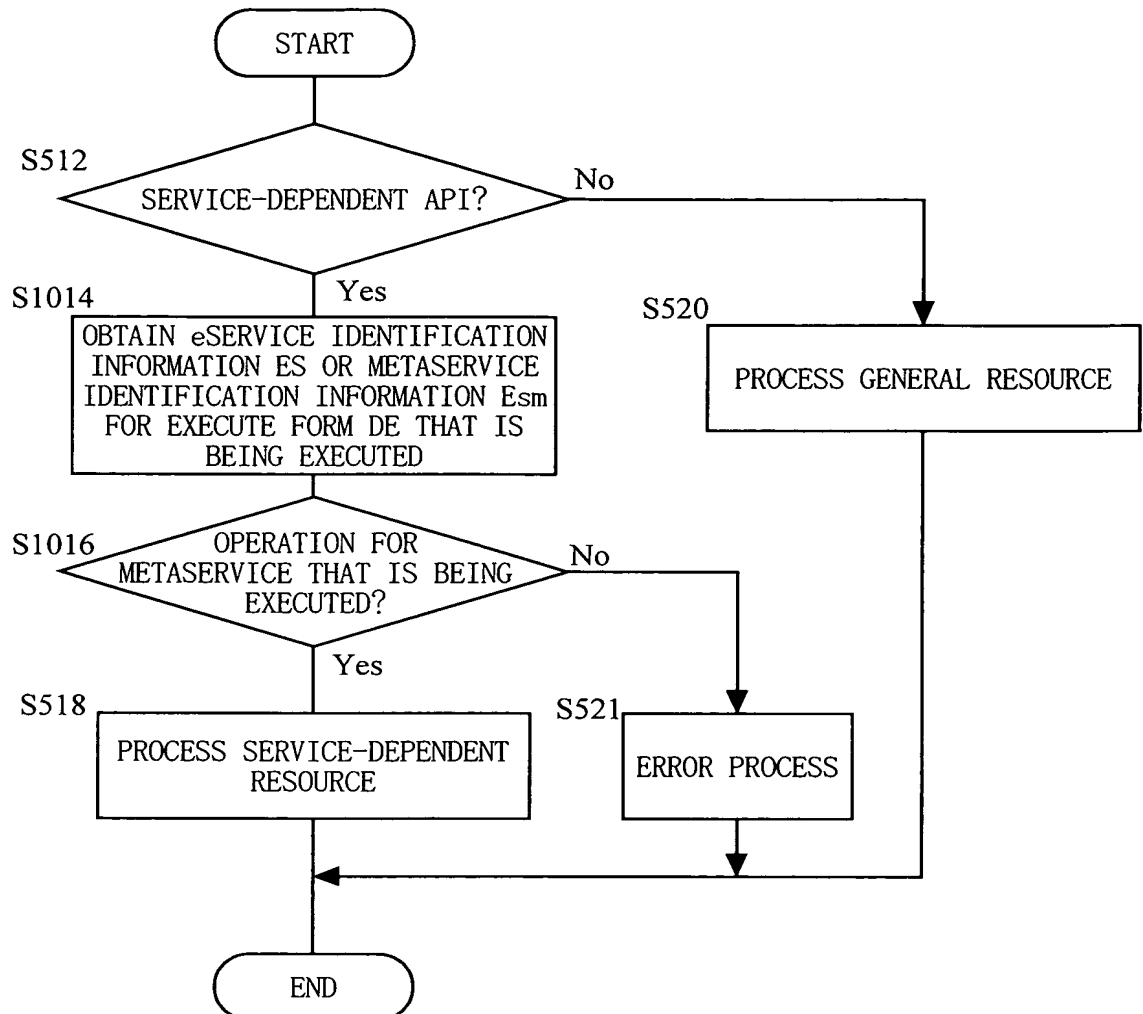 START
S512
SERVICE-DEPENDENT API?
No
Yes
S1014
OBTAIN eSERVICE IDENTIFICATION
INFORMATION ES OR METASERVICE
IDENTIFICATION INFORMATION Esm
FOR EXECUTE FORM DE THAT IS
BEING EXECUTED
S520
PROCESS GENERAL RESOURCE
S1016
OPERATION FOR
METASERVICE THAT IS BEING
EXECUTED?
No
Yes
S518
PROCESS SERVICE-DEPENDENT
RESOURCE
S521
ERROR PROCESS
END